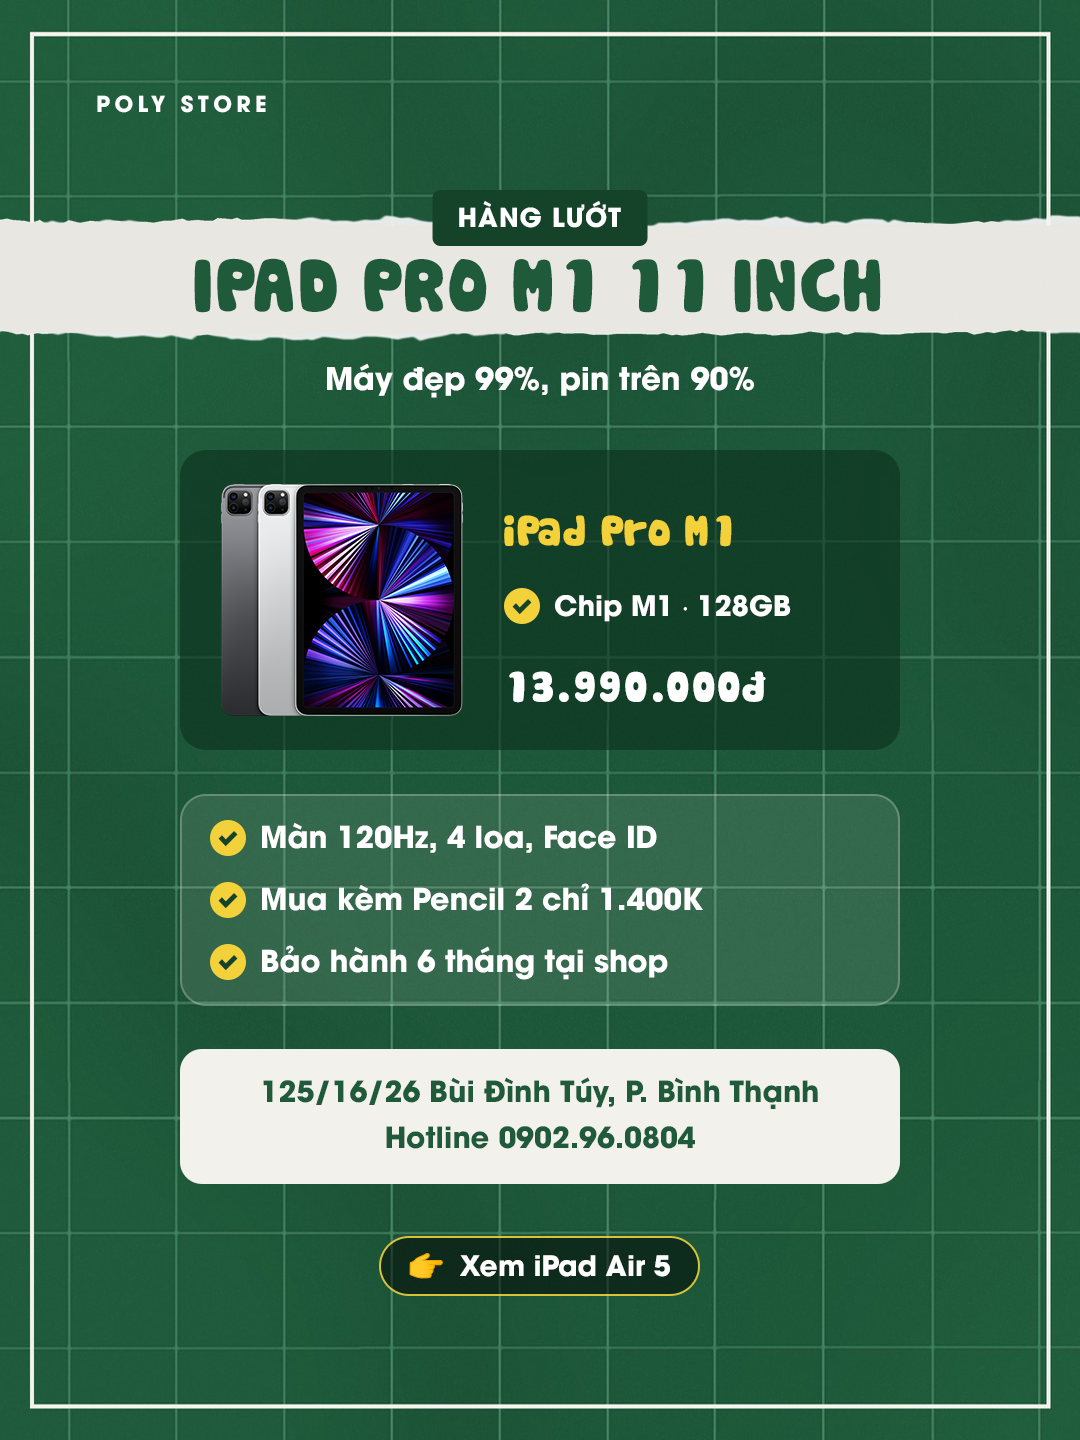 POLY STORE
HÀNG LƯỚT
IPAD PRO M1 11 INCH
Máy đẹp 99%, pin trên 90%
iPad Pro M1
Chip M1 · 128GB
13.990.000đ
Màn 120Hz, 4 loa, Face ID
Mua kèm Pencil 2 chỉ 1.400K
Bảo hành 6 tháng tại shop
125/16/26 Bùi Đình Túy, P. Bình Thạnh
Hotline 0902.96.0804
👉 Xem iPad Air 5